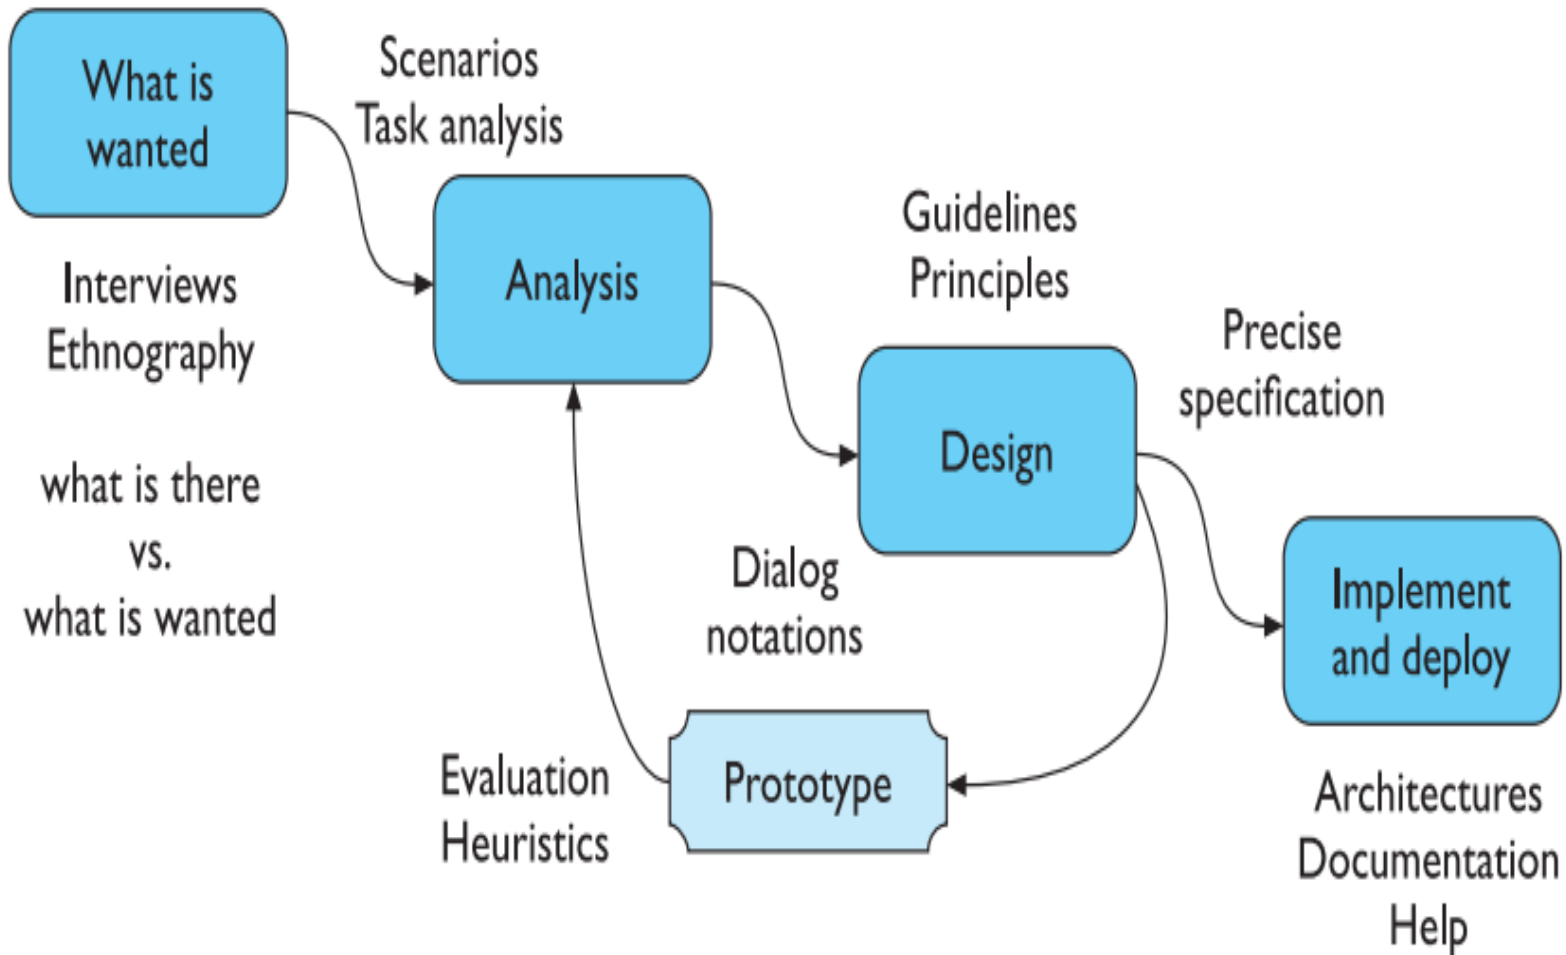 What is
wanted
Scenarios
Task analysis
Interviews
Ethnography
what is there
vs.
what is wanted
Analysis
Guidelines
Principles
Design
Precise
specification
Dialog
notations
Prototype
Evaluation
Heuristics
Implement
and deploy
Architectures
Documentation
Help